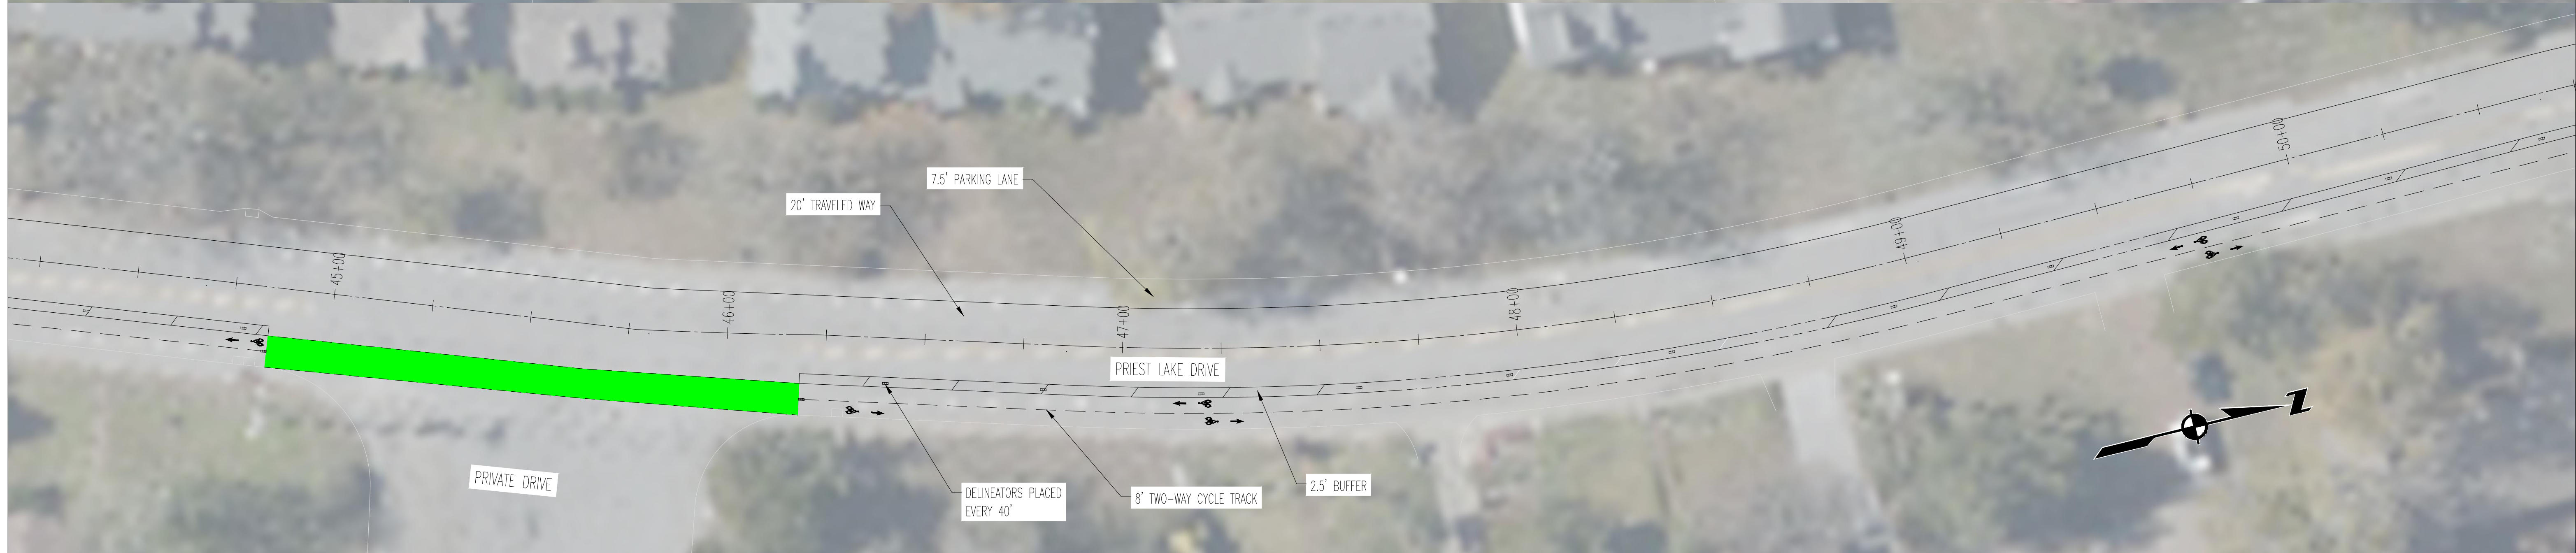 7.5' PARKING LANE
20' TRAVELED WAY
45+00
46+00
47+00
48+00
49+00
50+00
PRIEST LAKE DRIVE
PRIVATE DRIVE
DELINEATORS PLACED
EVERY 40'
8' TWO-WAY CYCLE TRACK
2.5' BUFFER
N